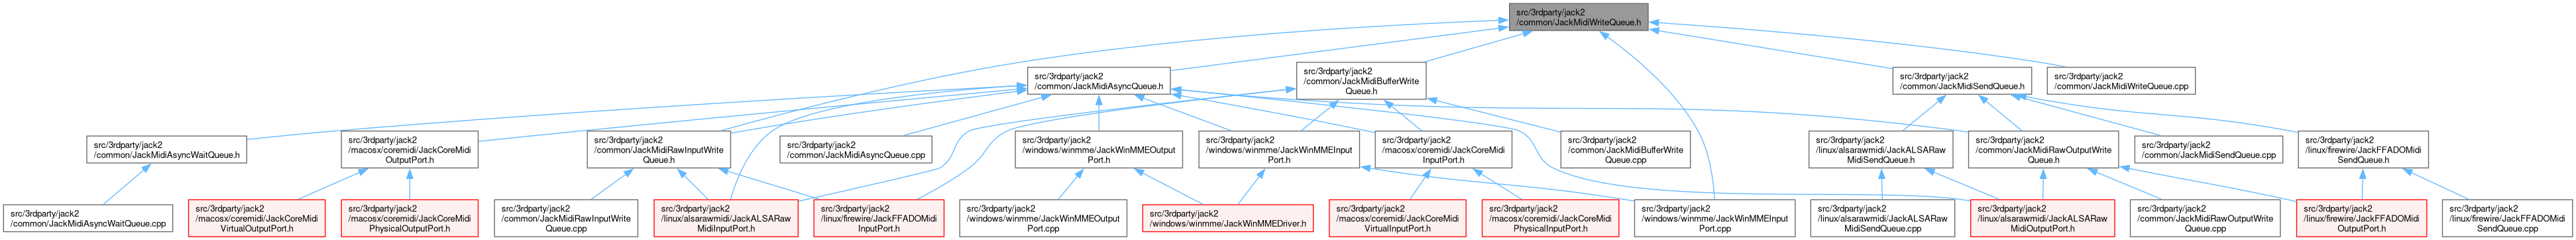 src/3rdparty/jack2
/common/JackMidiWriteQueue.h
src/3rdparty/jack2
/common/JackMidiAsyncQueue.h
src/3rdparty/jack2
/common/JackMidiBufferWrite
Queue.h
src/3rdparty/jack2
/common/JackMidiSendQueue.h
src/3rdparty/jack2
/common/JackMidiWriteQueue.cpp
src/3rdparty/jack2
/common/JackMidiAsyncWaitQueue.h
src/3rdparty/jack2
/macosx/coremidi/JackCoreMidi
OutputPort.h
src/3rdparty/jack2
/common/JackMidiRawInputWrite
Queue.h
src/3rdparty/jack2
/common/JackMidiAsyncQueue.cpp
src/3rdparty/jack2
/windows/winmme/JackWinMMEOutput
Port.h
src/3rdparty/jack2
/windows/winmme/JackWinMMEInput
Port.h
src/3rdparty/jack2
/macosx/coremidi/JackCoreMidi
InputPort.h
src/3rdparty/jack2
/common/JackMidiBufferWrite
Queue.cpp
src/3rdparty/jack2
/linux/alsarawmidi/JackALSARaw
MidiSendQueue.h
src/3rdparty/jack2
/common/JackMidiRawOutputWrite
Queue.h
src/3rdparty/jack2
/common/JackMidiSendQueue.cpp
src/3rdparty/jack2
/linux/firewire/JackFFADOMidi
SendQueue.h
src/3rdparty/jack2
/common/JackMidiAsyncWaitQueue.cpp
src/3rdparty/jack2
/macosx/coremidi/JackCoreMidi
VirtualOutputPort.h
src/3rdparty/jack2
/macosx/coremidi/JackCoreMidi
PhysicalOutputPort.h
src/3rdparty/jack2
/common/JackMidiRawInputWrite
Queue.cpp
src/3rdparty/jack2
/linux/alsarawmidi/JackALSARaw
MidiInputPort.h
src/3rdparty/jack2
/linux/firewire/JackFFADOMidi
InputPort.h
src/3rdparty/jack2
/windows/winmme/JackWinMMEOutput
Port.cpp
src/3rdparty/jack2
/windows/winmme/JackWinMMEDriver.h
src/3rdparty/jack2
/macosx/coremidi/JackCoreMidi
VirtualInputPort.h
src/3rdparty/jack2
/macosx/coremidi/JackCoreMidi
PhysicalInputPort.h
src/3rdparty/jack2
/windows/winmme/JackWinMMEInput
Port.cpp
src/3rdparty/jack2
/linux/alsarawmidi/JackALSARaw
MidiSendQueue.cpp
src/3rdparty/jack2
/linux/alsarawmidi/JackALSARaw
MidiOutputPort.h
src/3rdparty/jack2
/common/JackMidiRawOutputWrite
Queue.cpp
src/3rdparty/jack2
/linux/firewire/JackFFADOMidi
OutputPort.h
src/3rdparty/jack2
/linux/firewire/JackFFADOMidi
SendQueue.cpp